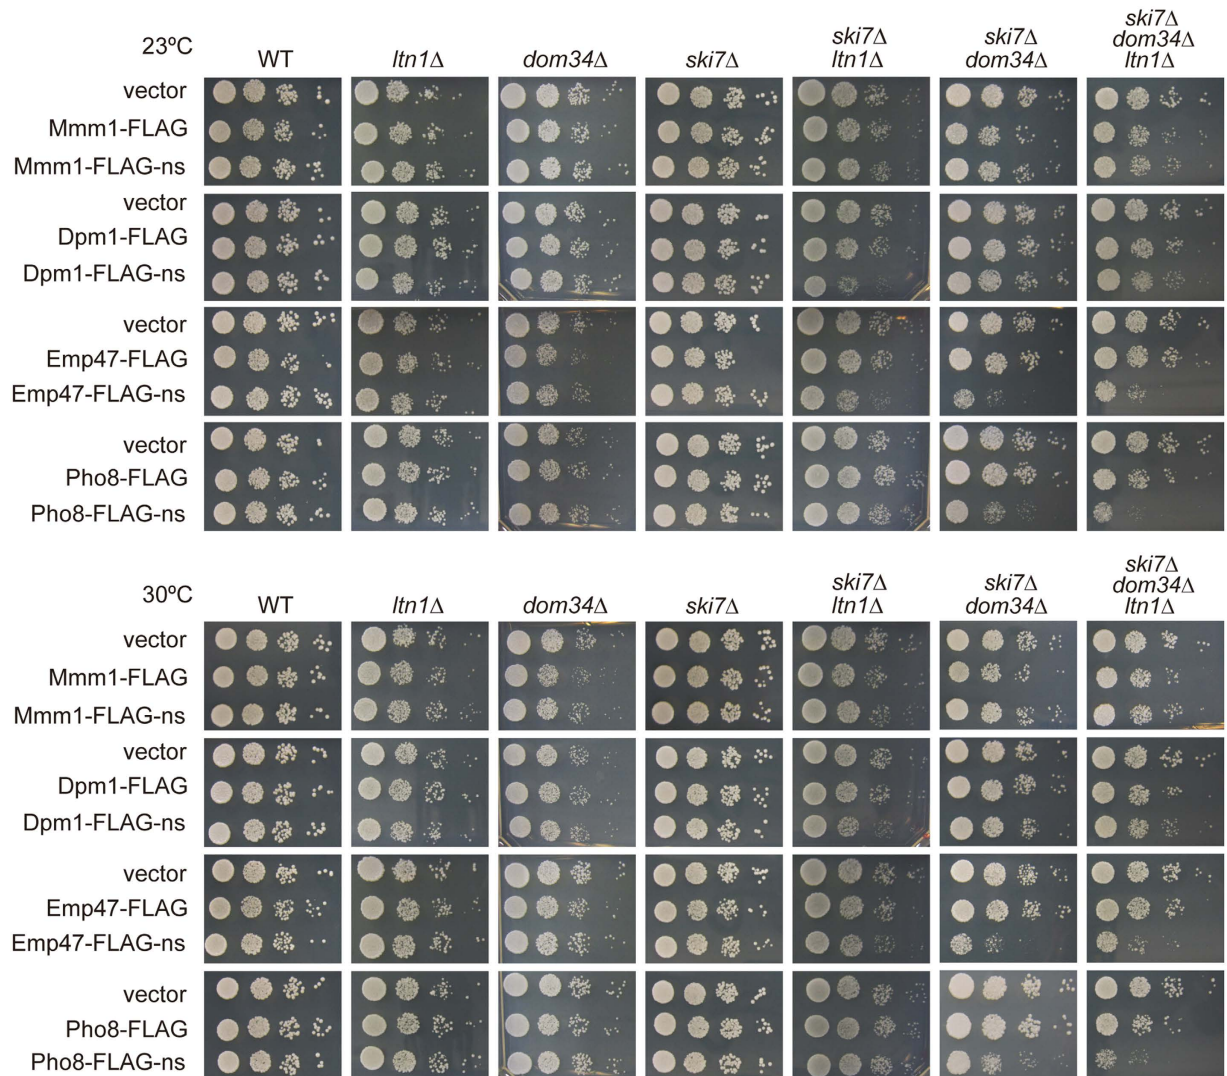 23ºC
WT
ltn1Δ
dom34Δ
ski7Δ
ski7Δ
ltn1Δ
ski7Δ
dom34Δ
ski7Δ
dom34Δ
ltn1Δ
vector
Mmm1-FLAG
Mmm1-FLAG-ns
vector
Dpm1-FLAG
Dpm1-FLAG-ns
vector
Emp47-FLAG
Emp47-FLAG-ns
vector
Pho8-FLAG
Pho8-FLAG-ns
30ºC
WT
ltn1Δ
dom34Δ
ski7Δ
ski7Δ
ltn1Δ
ski7Δ
dom34Δ
ski7Δ
dom34Δ
ltn1Δ
vector
Mmm1-FLAG
Mmm1-FLAG-ns
vector
Dpm1-FLAG
Dpm1-FLAG-ns
vector
Emp47-FLAG
Emp47-FLAG-ns
vector
Pho8-FLAG
Pho8-FLAG-ns